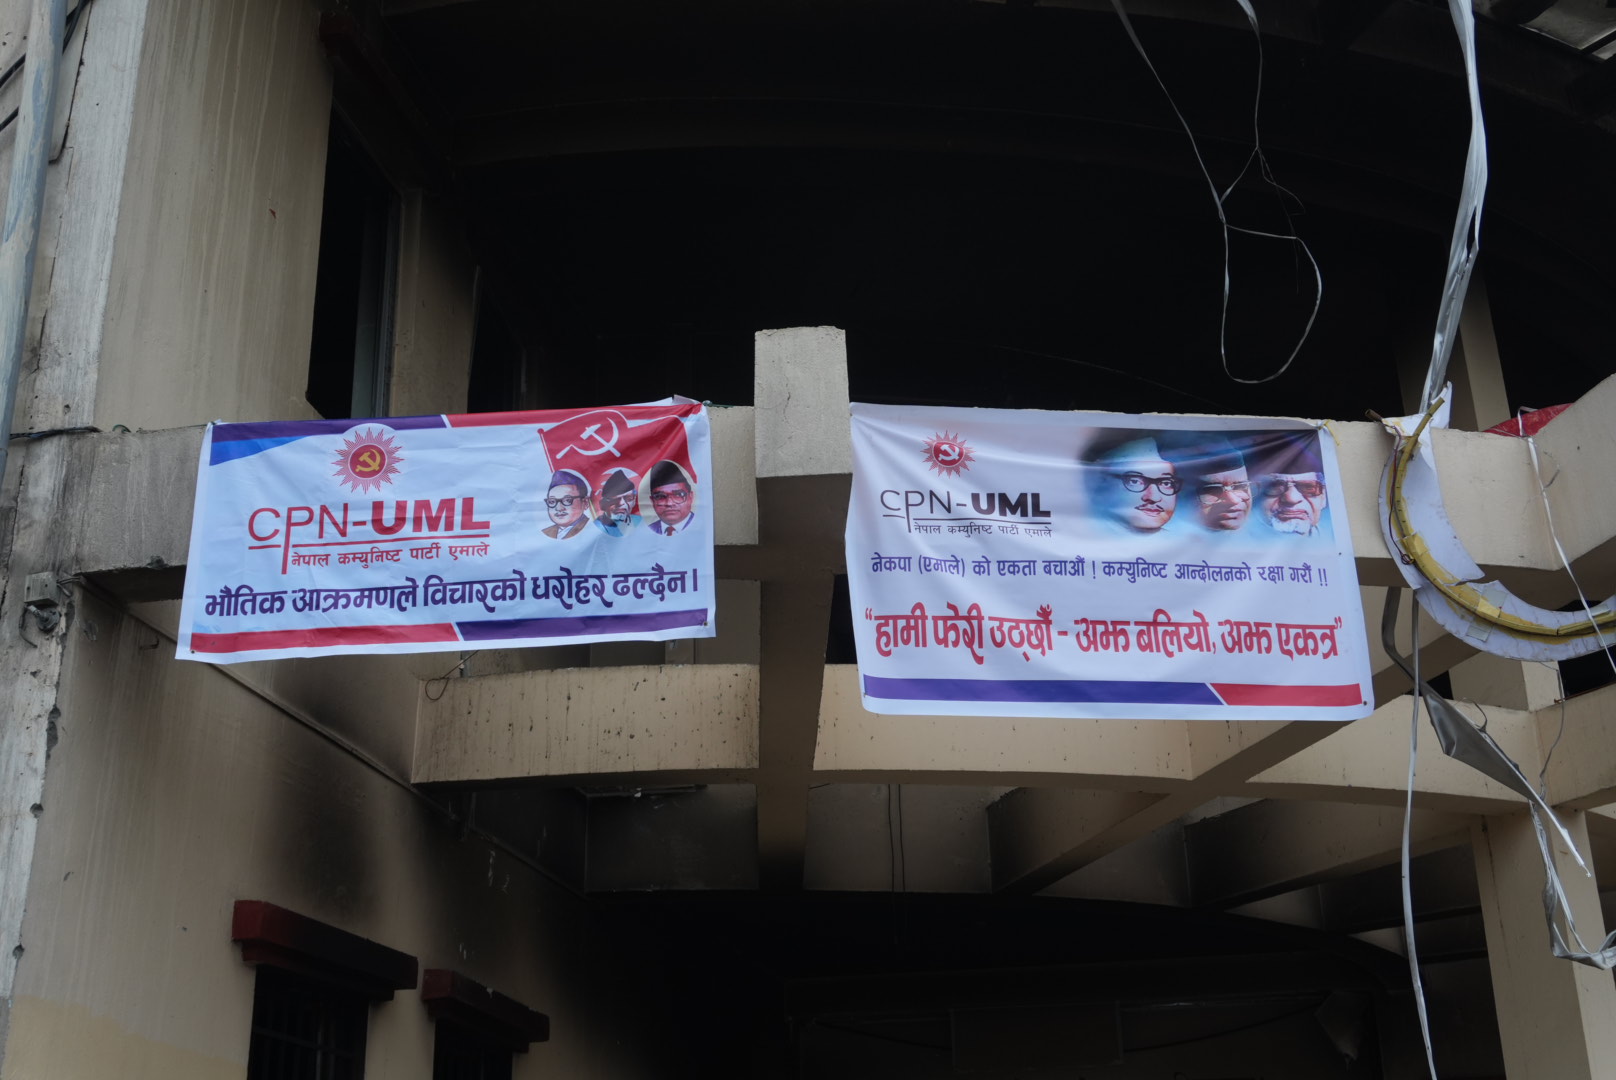 CPN-UML
नेपाल कम्युनिष्ट पार्टी एमाले
भौतिक आक्रमणले विचारको धरोहर ढल्दैन।
CPN-UML
नेपाल कम्युनिष्ट पार्टी एमाले
नेकपा (एमाले) को एकता बचाऔं ! कम्युनिष्ट आन्दोलनको रक्षा गरौं !!
“हामी फेरी उठ्छौँ - अझ बलियो, अझ एकत्र”